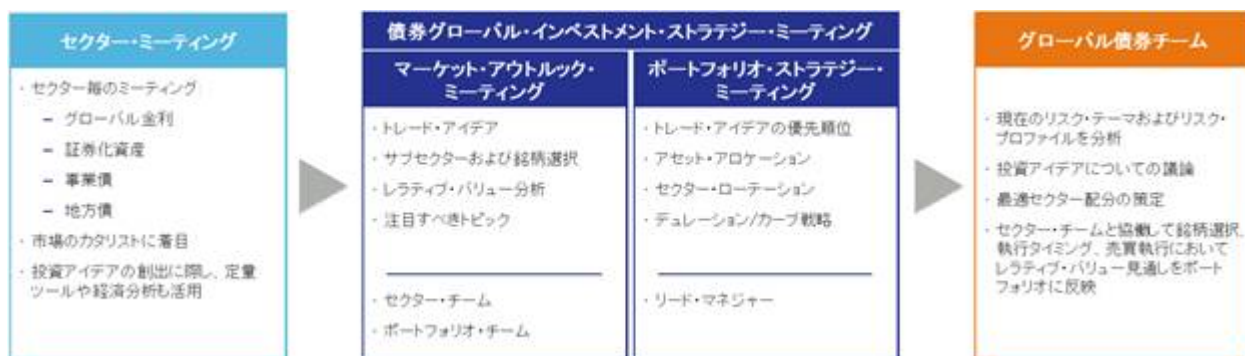 セクター・ミーティング
・セクター毎のミーティング
－ グローバル金利
－ 証券化資産
－ 事業債
－ 地方債
・市場のカタリストに着目
・投資アイデアの創出に際し、定量
ツールや経済分析も活用
債券グローバル・インベストメント・ストラテジー・ミーティング
マーケット・アウトルック・
ミーティング
・トレード・アイデア
・サブセクターおよび銘柄選択
・レラティブ・バリュー分析
・注目すべきトピック
・セクター・チーム
・ポートフォリオ・チーム
ポートフォリオ・ストラテジー・
ミーティング
・トレード・アイデアの優先順位
・アセット・アロケーション
・セクター・ローテーション
・デュレーション/カーブ戦略
・リード・マネジャー
グローバル債券チーム
・現在のリスク・テーマおよびリスク・
プロファイルを分析
・投資アイデアについての議論
・最適セクター配分の策定
・セクター・チームと協働して銘柄選択、
執行タイミング、売買執行において
レラティブ・バリュー見通しをポート
フォリオに反映